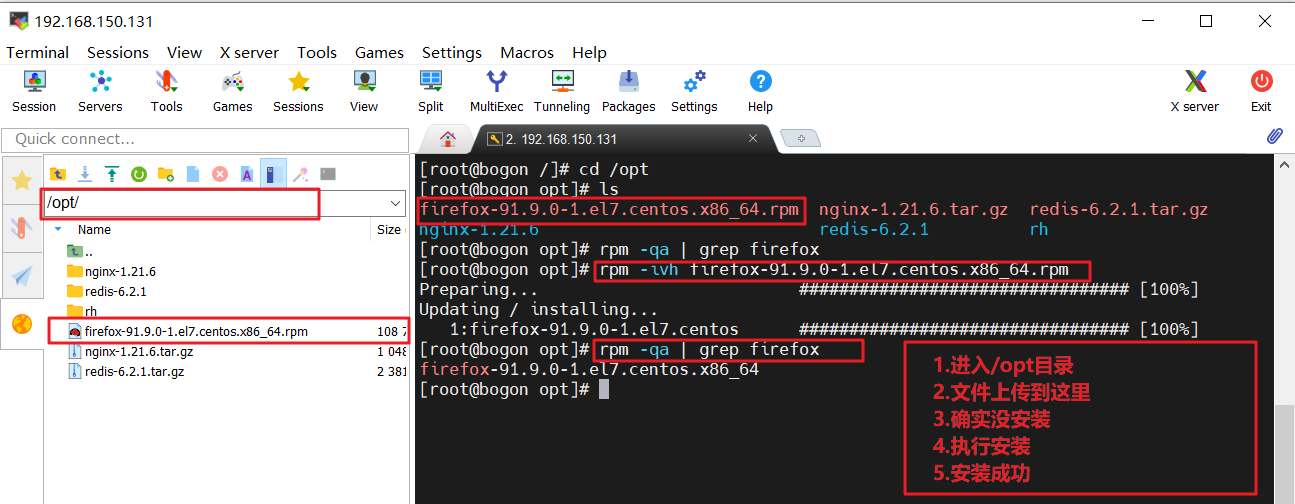 192.168.150.131
Terminal Sessions View X server Tools Games Settings Macros Help
Session Servers Tools Games Sessions View Split MultiExec Tunneling Packages Settings Help X server Exit
Quick connect...
2. 192.168.150.131
/opt/
Name Size (
..
nginx-1.21.6
redis-6.2.1
rh
firefox-91.9.0-1.el7.centos.x86_64.rpm 108 7
nginx-1.21.6.tar.gz 1 048
redis-6.2.1.tar.gz 2 381
[root@bogon /]# cd /opt
[root@bogon opt]# ls
firefox-91.9.0-1.el7.centos.x86_64.rpm nginx-1.21.6.tar.gz redis-6.2.1.tar.gz
nginx-1.21.6 redis-6.2.1 rh
[root@bogon opt]# rpm -qa | grep firefox
[root@bogon opt]# rpm -ivh firefox-91.9.0-1.el7.centos.x86_64.rpm
Preparing... ################################# [100%]
Updating / installing...
1:firefox-91.9.0-1.el7.centos ################################# [100%]
[root@bogon opt]# rpm -qa | grep firefox
firefox-91.9.0-1.el7.centos.x86_64
[root@bogon opt]#
1.进入/opt目录
2.文件上传到这里
3.确实没安装
4.执行安装
5.安装成功